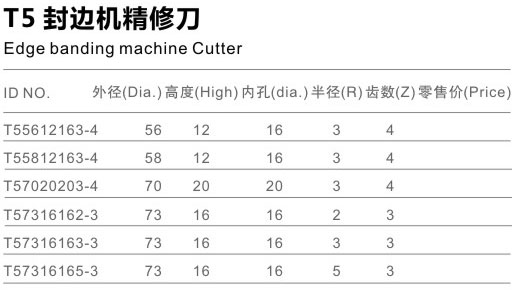 T5 封边机精修刀
Edge banding machine Cutter
ID NO. 外径(Dia.) 高度(High) 内孔(dia.) 半径(R) 齿数(Z) 零售价(Price)
T55612163-4 56 12 16 3 4
T55812163-4 58 12 16 3 4
T57020203-4 70 20 20 3 4
T57316162-3 73 16 16 2 3
T57316163-3 73 16 16 3 3
T57316165-3 73 16 16 5 3